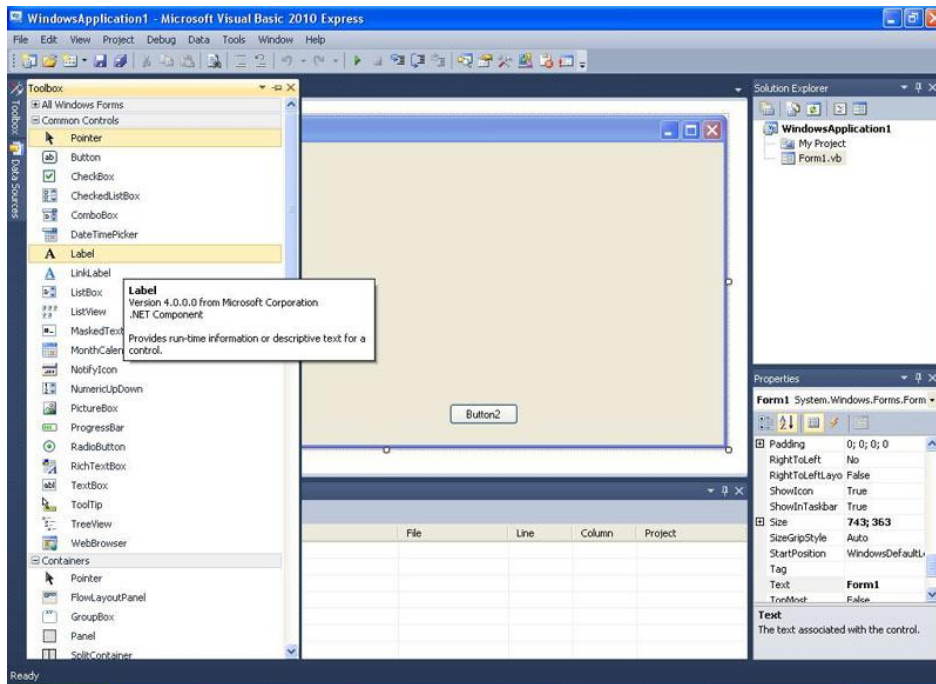 WindowsApplication1 - Microsoft Visual Basic 2010 Express
File Edit View Project Debug Data Tools Window Help
Toolbox
Data Sources
Toolbox
All Windows Forms
Common Controls
Pointer
Button
CheckBox
CheckedListBox
ComboBox
DateTimePicker
Label
LinkLabel
ListBox
ListView
MaskedText
MonthCalen
NotifyIcon
NumericUpDown
PictureBox
ProgressBar
RadioButton
RichTextBox
TextBox
ToolTip
TreeView
WebBrowser
Containers
Pointer
FlowLayoutPanel
GroupBox
Panel
SplitContainer
Label
Version 4.0.0.0 from Microsoft Corporation
.NET Component
Provides run-time information or descriptive text for a
control.
Button2
File Line Column Project
Solution Explorer
WindowsApplication1
My Project
Form1.vb
Properties
Form1 System.Windows.Forms.Form
Padding 0; 0; 0; 0
RightToLeft No
RightToLeftLayo False
ShowIcon True
ShowInTaskbar True
Size 743; 363
SizeGripStyle Auto
StartPosition WindowsDefaultL
Tag
Text Form1
TopMost False
Text
The text associated with the control.
Ready